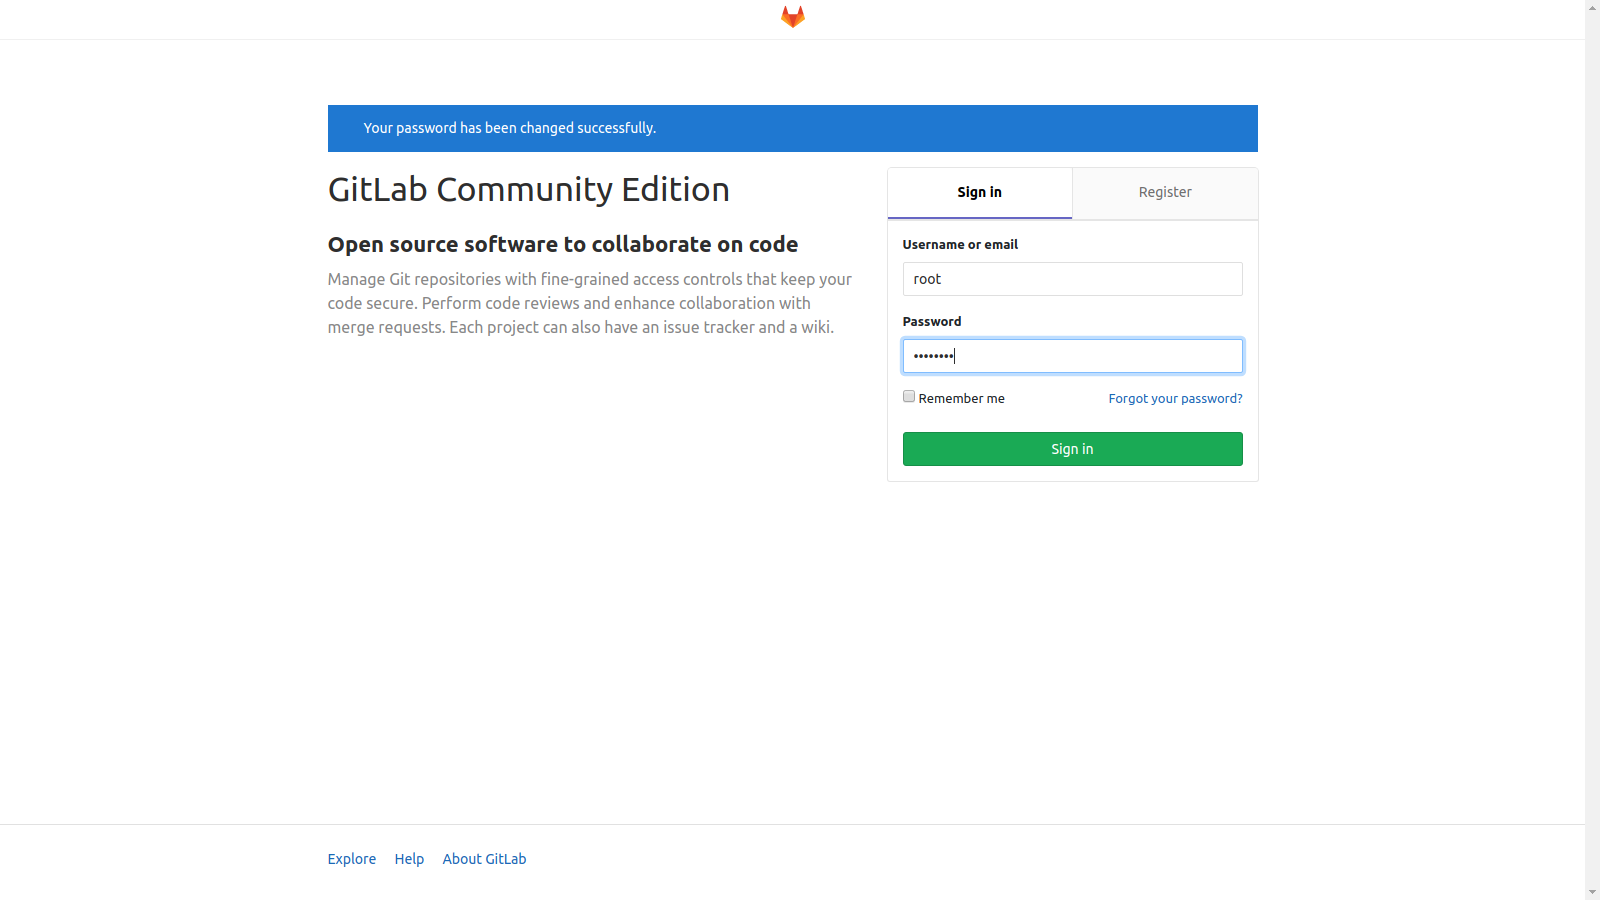 Your password has been changed successfully.
GitLab Community Edition
Open source software to collaborate on code
Manage Git repositories with fine-grained access controls that keep your
code secure. Perform code reviews and enhance collaboration with
merge requests. Each project can also have an issue tracker and a wiki.
Sign in
Register
Username or email
root
Password
••••••••
Remember me
Forgot your password?
Sign in
Explore
Help
About GitLab